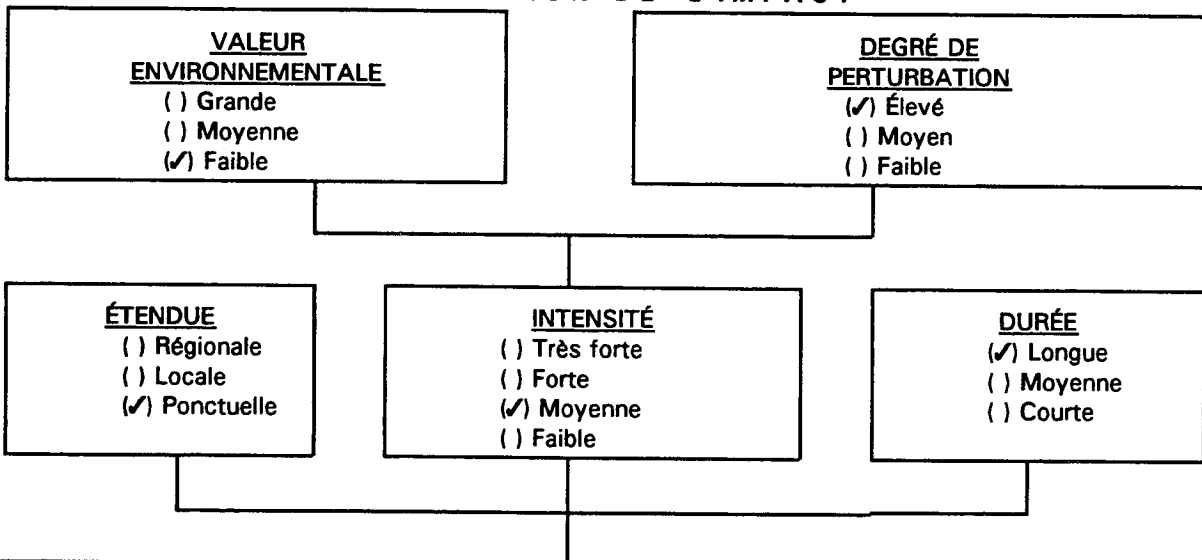 VALEUR
ENVIRONNEMENTALE
( ) Grande
( ) Moyenne
(✓) Faible
DEGRÉ DE
PERTURBATION
(✓) Élevé
( ) Moyen
( ) Faible
ÉTENDUE
( ) Régionale
( ) Locale
(✓) Ponctuelle
INTENSITÉ
( ) Très forte
( ) Forte
(✓) Moyenne
( ) Faible
DURÉE
(✓) Longue
( ) Moyenne
( ) Courte